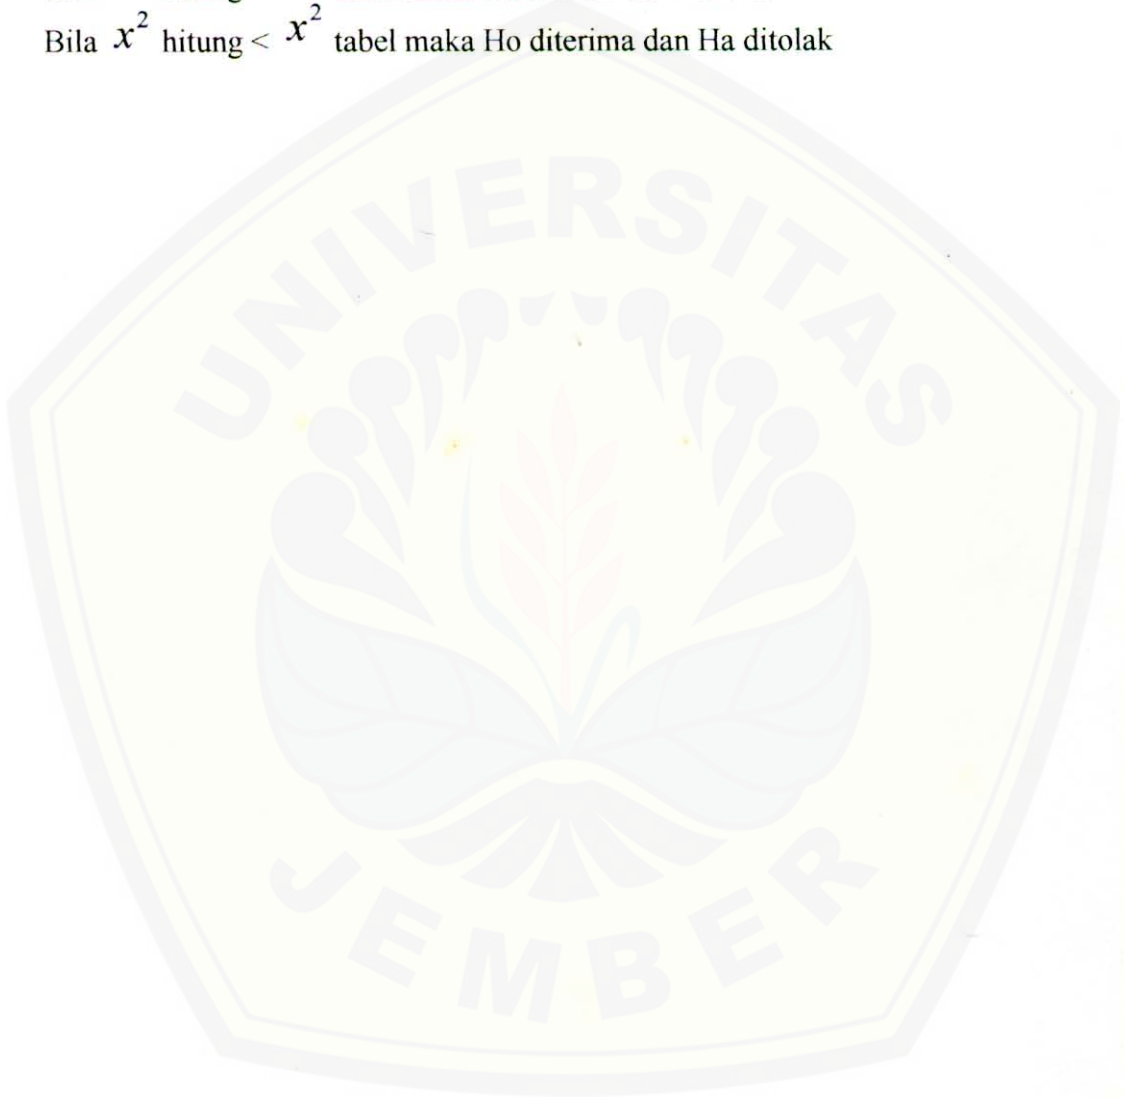 Bila x² hitung < x² tabel maka Ho diterima dan Ha ditolak
UNIVERSITAS
JEMBER